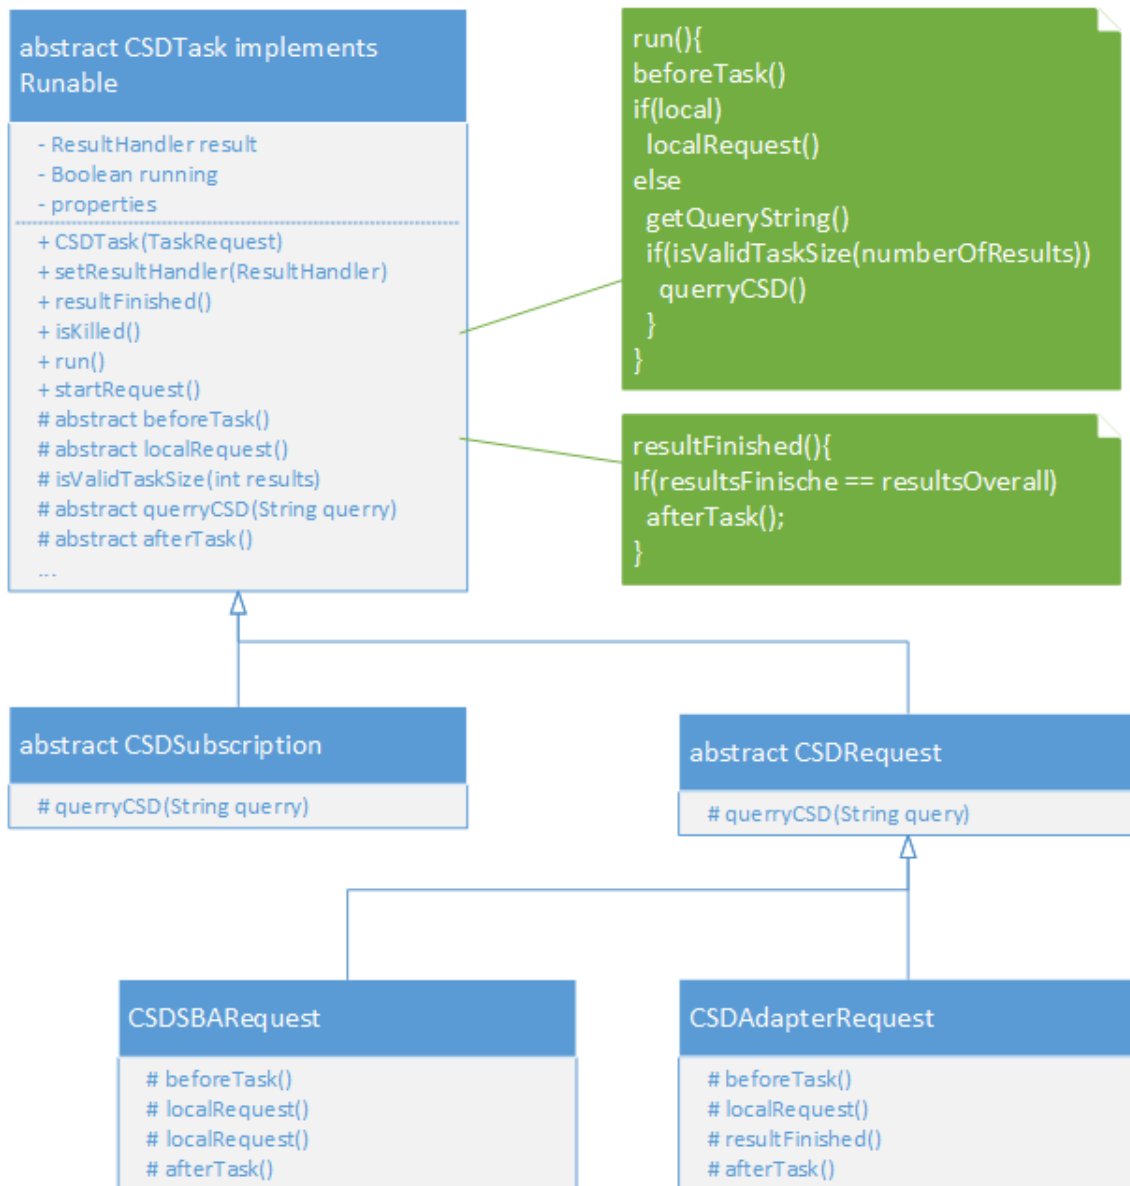 abstract CSDTask implements
Runable
- ResultHandler result
- Boolean running
- properties
+ CSDTask(TaskRequest)
+ setResultHandler(ResultHandler)
+ resultFinished()
+ isKilled()
+ run()
+ startRequest()
# abstract beforeTask()
# abstract localRequest()
# isValidTaskSize(int results)
# abstract querryCSD(String querry)
# abstract afterTask()
...
run(){
beforeTask()
if(local)
localRequest()
else
getQueryString()
if(isValidTaskSize(numberOfResults))
querryCSD()
}
}
resultFinished(){
If(resultsFinische == resultsOverall)
afterTask();
}
abstract CSDSubscription
# querryCSD(String querry)
abstract CSDRequest
# querryCSD(String query)
CSDSBARequest
# beforeTask()
# localRequest()
# localRequest()
# afterTask()
CSDAdapterRequest
# beforeTask()
# localRequest()
# resultFinished()
# afterTask()